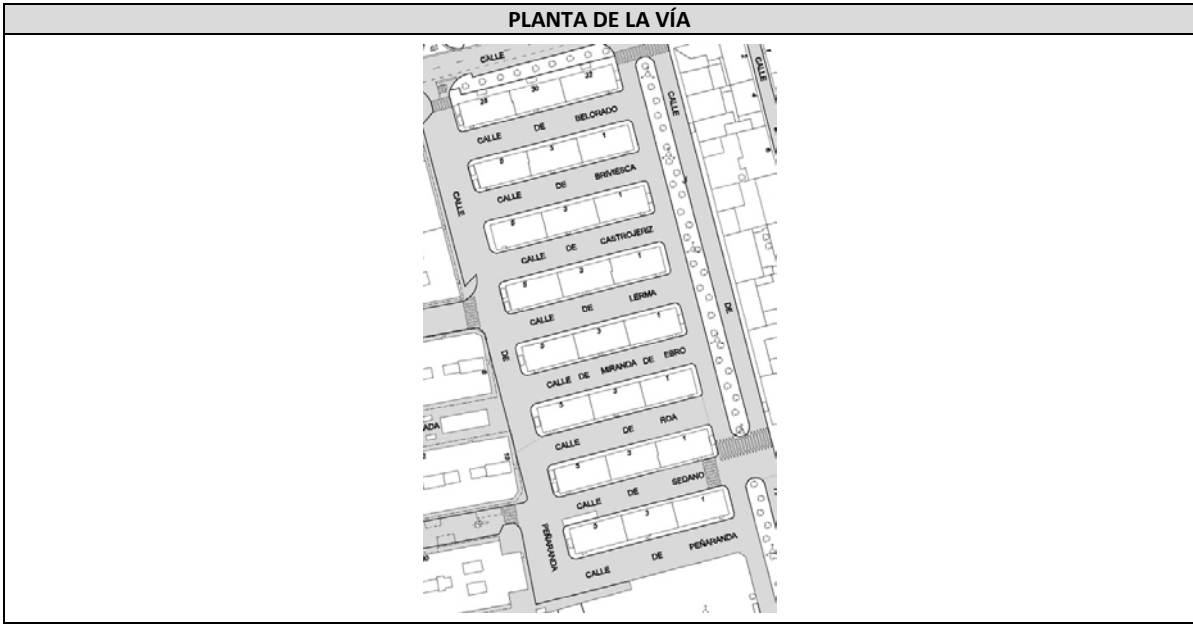 PLANTA DE LA VÍA
CALLE
CALLE
28 30 32
CALLE
CALLE DE BELORADO
5 3 1
CALLE
CALLE DE BRIVIESCA
5 3 1
CALLE DE CASTROJERIZ
5 3 1
CALLE DE LERMA
DE
5 3 1
DE
CALLE DE MIRANDA DE EBRO
5 3 1
ADA
CALLE DE ROA
5 3 1
CALLE DE SEDANO
5 3 1
PEÑARANDA
CALLE DE PEÑARANDA